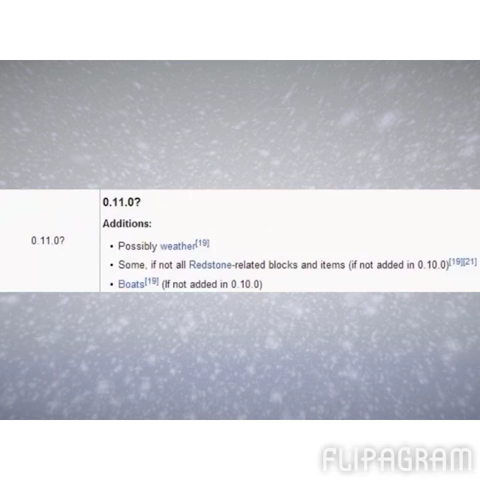 0.11.0?
0.11.0?
Additions:
• Possibly weather[19]
• Some, if not all Redstone-related blocks and items (if not added in 0.10.0)[19][21]
• Boats[19] (If not added in 0.10.0)
FLIPAGRAM